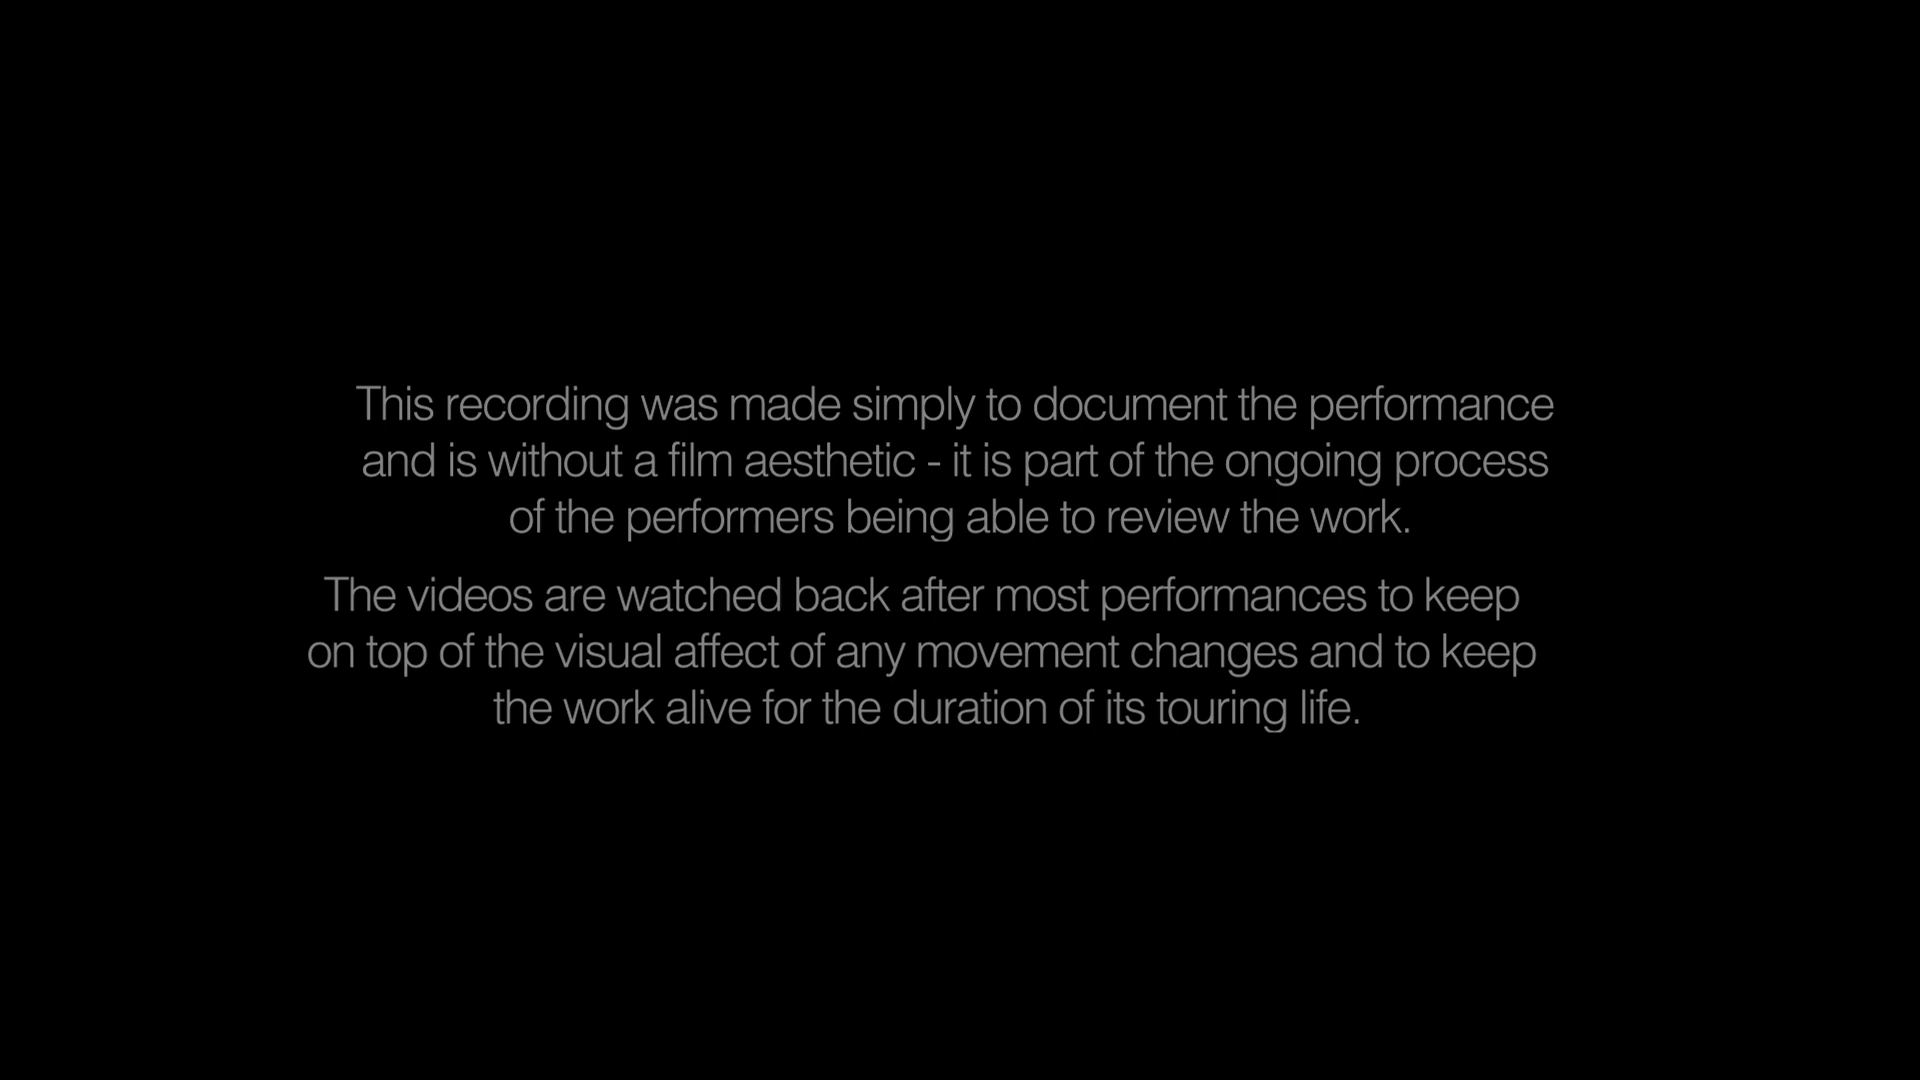 This recording was made simply to document the performance
and is without a film aesthetic - it is part of the ongoing process
of the performers being able to review the work.
The videos are watched back after most performances to keep
on top of the visual affect of any movement changes and to keep
the work alive for the duration of its touring life.